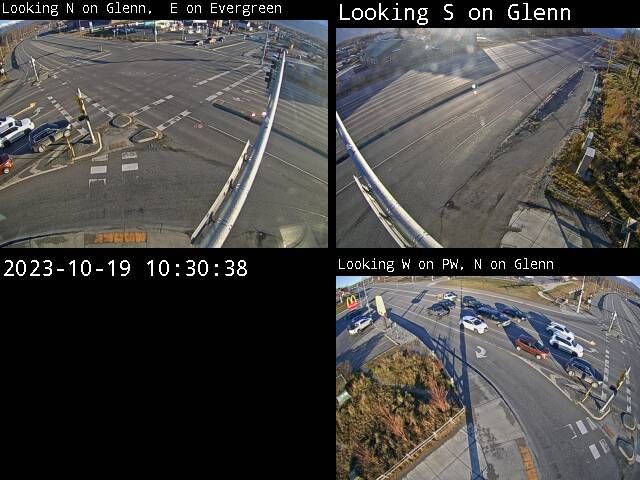 Looking N on Glenn,  E on Evergreen
Looking S on Glenn
2023-10-19 10:30:38
Looking W on PW, N on Glenn